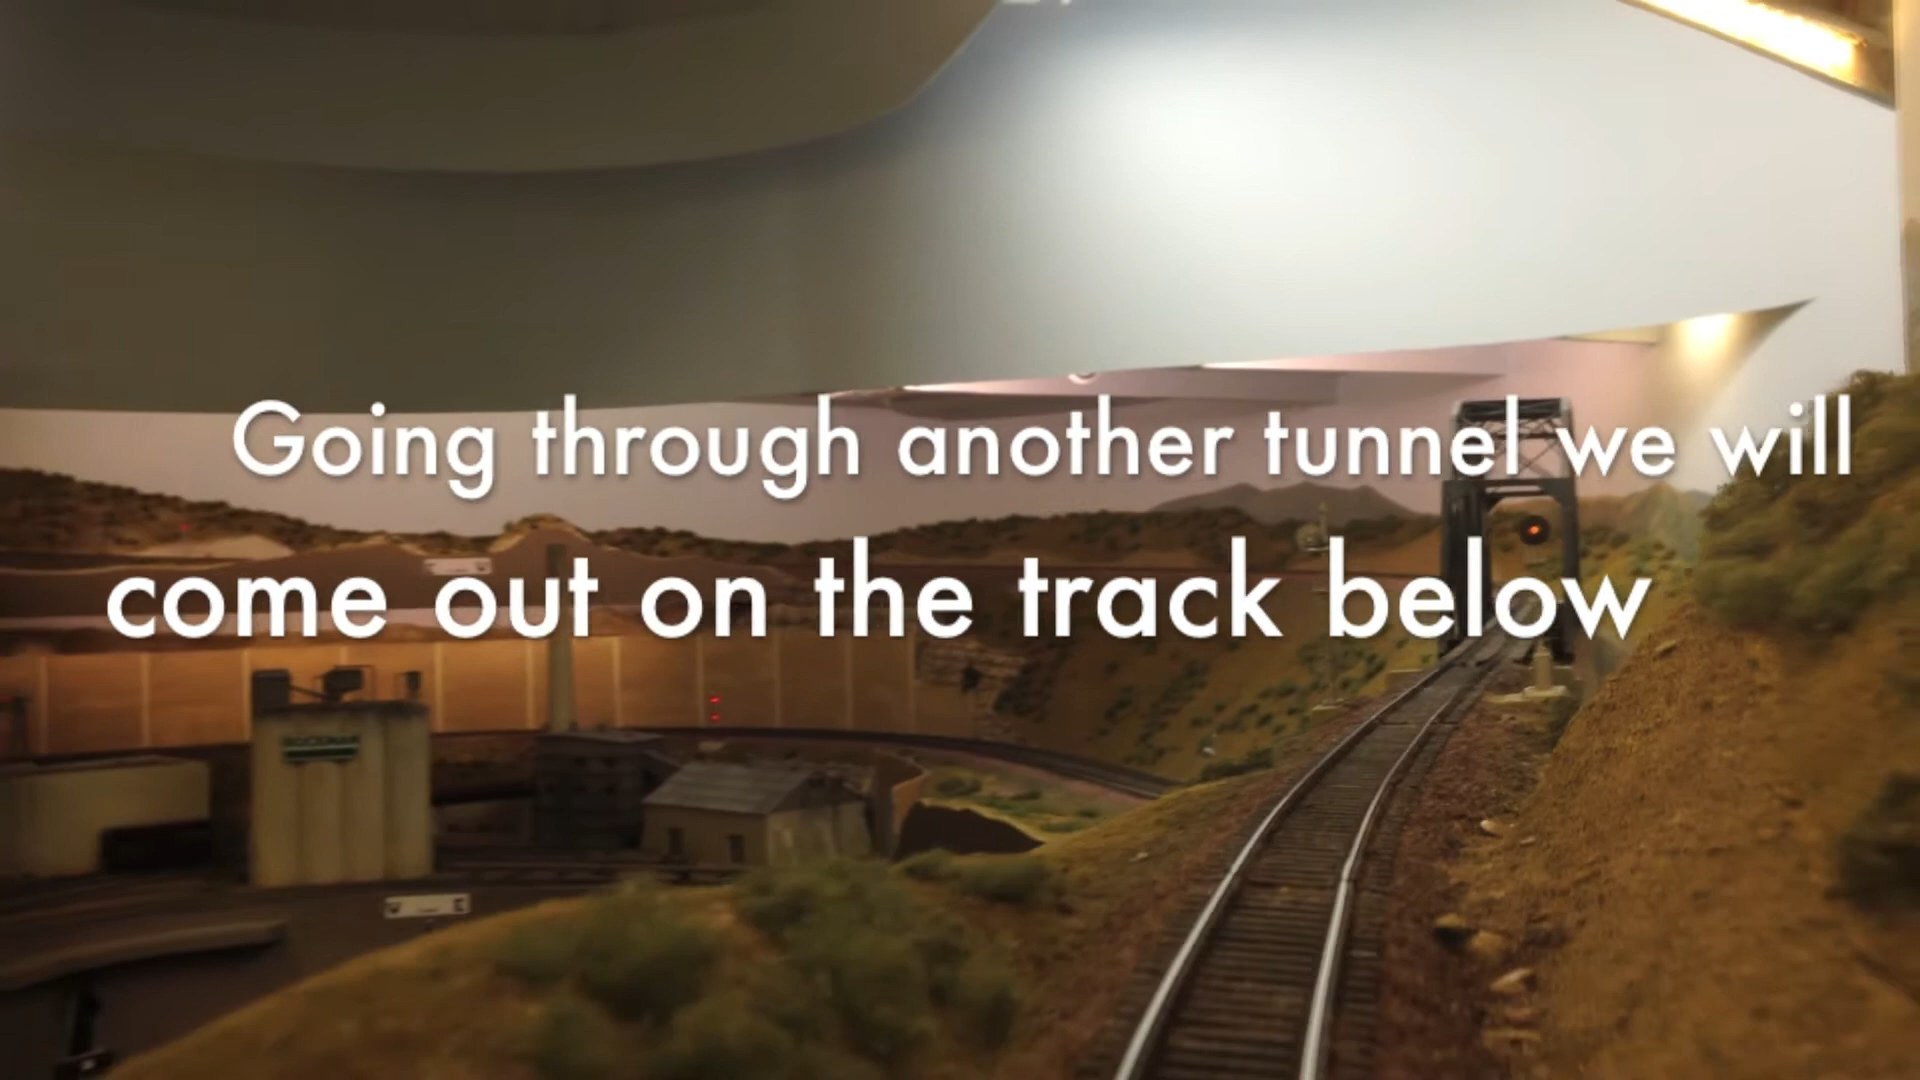 Going through another tunnel we will
come out on the track below